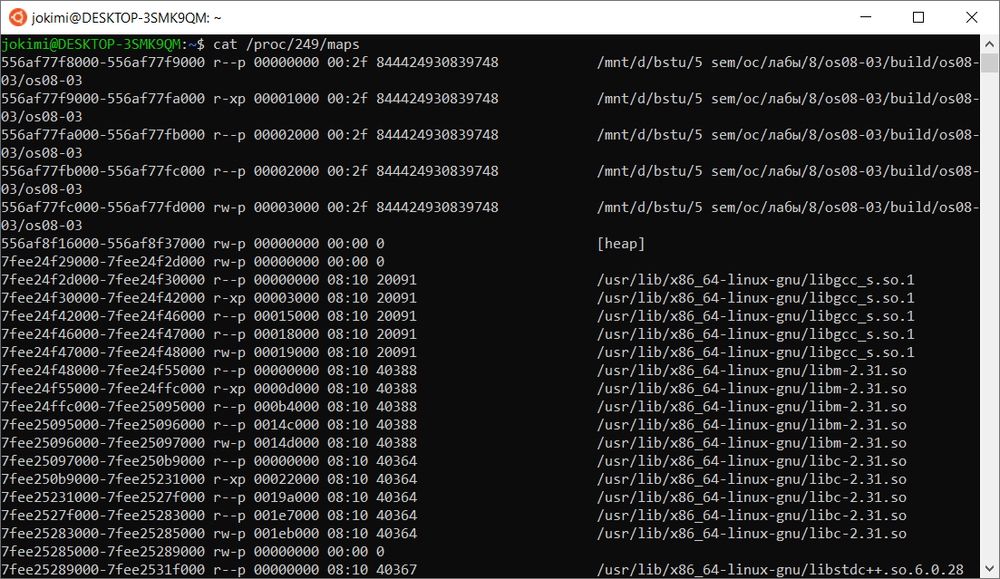 jokimi@DESKTOP-3SMK9QM: ~
jokimi@DESKTOP-3SMK9QM:~$ cat /proc/249/maps
556af77f8000-556af77f9000 r--p 00000000 00:2f 844424930839748 /mnt/d/bstu/5 sem/ос/лабы/8/os08-03/build/os08-
03/os08-03
556af77f9000-556af77fa000 r-xp 00001000 00:2f 844424930839748 /mnt/d/bstu/5 sem/ос/лабы/8/os08-03/build/os08-
03/os08-03
556af77fa000-556af77fb000 r--p 00002000 00:2f 844424930839748 /mnt/d/bstu/5 sem/ос/лабы/8/os08-03/build/os08-
03/os08-03
556af77fb000-556af77fc000 r--p 00002000 00:2f 844424930839748 /mnt/d/bstu/5 sem/ос/лабы/8/os08-03/build/os08-
03/os08-03
556af77fc000-556af77fd000 rw-p 00003000 00:2f 844424930839748 /mnt/d/bstu/5 sem/ос/лабы/8/os08-03/build/os08-
03/os08-03
556af8f16000-556af8f37000 rw-p 00000000 00:00 0 [heap]
7fee24f29000-7fee24f2d000 rw-p 00000000 00:00 0
7fee24f2d000-7fee24f30000 r--p 00000000 08:10 20091 /usr/lib/x86_64-linux-gnu/libgcc_s.so.1
7fee24f30000-7fee24f42000 r-xp 00003000 08:10 20091 /usr/lib/x86_64-linux-gnu/libgcc_s.so.1
7fee24f42000-7fee24f46000 r--p 00015000 08:10 20091 /usr/lib/x86_64-linux-gnu/libgcc_s.so.1
7fee24f46000-7fee24f47000 r--p 00018000 08:10 20091 /usr/lib/x86_64-linux-gnu/libgcc_s.so.1
7fee24f47000-7fee24f48000 rw-p 00019000 08:10 20091 /usr/lib/x86_64-linux-gnu/libgcc_s.so.1
7fee24f48000-7fee24f55000 r--p 00000000 08:10 40388 /usr/lib/x86_64-linux-gnu/libm-2.31.so
7fee24f55000-7fee24ffc000 r-xp 0000d000 08:10 40388 /usr/lib/x86_64-linux-gnu/libm-2.31.so
7fee24ffc000-7fee25095000 r--p 000b4000 08:10 40388 /usr/lib/x86_64-linux-gnu/libm-2.31.so
7fee25095000-7fee25096000 r--p 0014c000 08:10 40388 /usr/lib/x86_64-linux-gnu/libm-2.31.so
7fee25096000-7fee25097000 rw-p 0014d000 08:10 40388 /usr/lib/x86_64-linux-gnu/libm-2.31.so
7fee25097000-7fee250b9000 r--p 00000000 08:10 40364 /usr/lib/x86_64-linux-gnu/libc-2.31.so
7fee250b9000-7fee25231000 r-xp 00022000 08:10 40364 /usr/lib/x86_64-linux-gnu/libc-2.31.so
7fee25231000-7fee2527f000 r--p 0019a000 08:10 40364 /usr/lib/x86_64-linux-gnu/libc-2.31.so
7fee2527f000-7fee25283000 r--p 001e7000 08:10 40364 /usr/lib/x86_64-linux-gnu/libc-2.31.so
7fee25283000-7fee25285000 rw-p 001eb000 08:10 40364 /usr/lib/x86_64-linux-gnu/libc-2.31.so
7fee25285000-7fee25289000 rw-p 00000000 00:00 0
7fee25289000-7fee2531f000 r--p 00000000 08:10 40367 /usr/lib/x86_64-linux-gnu/libstdc++.so.6.0.28